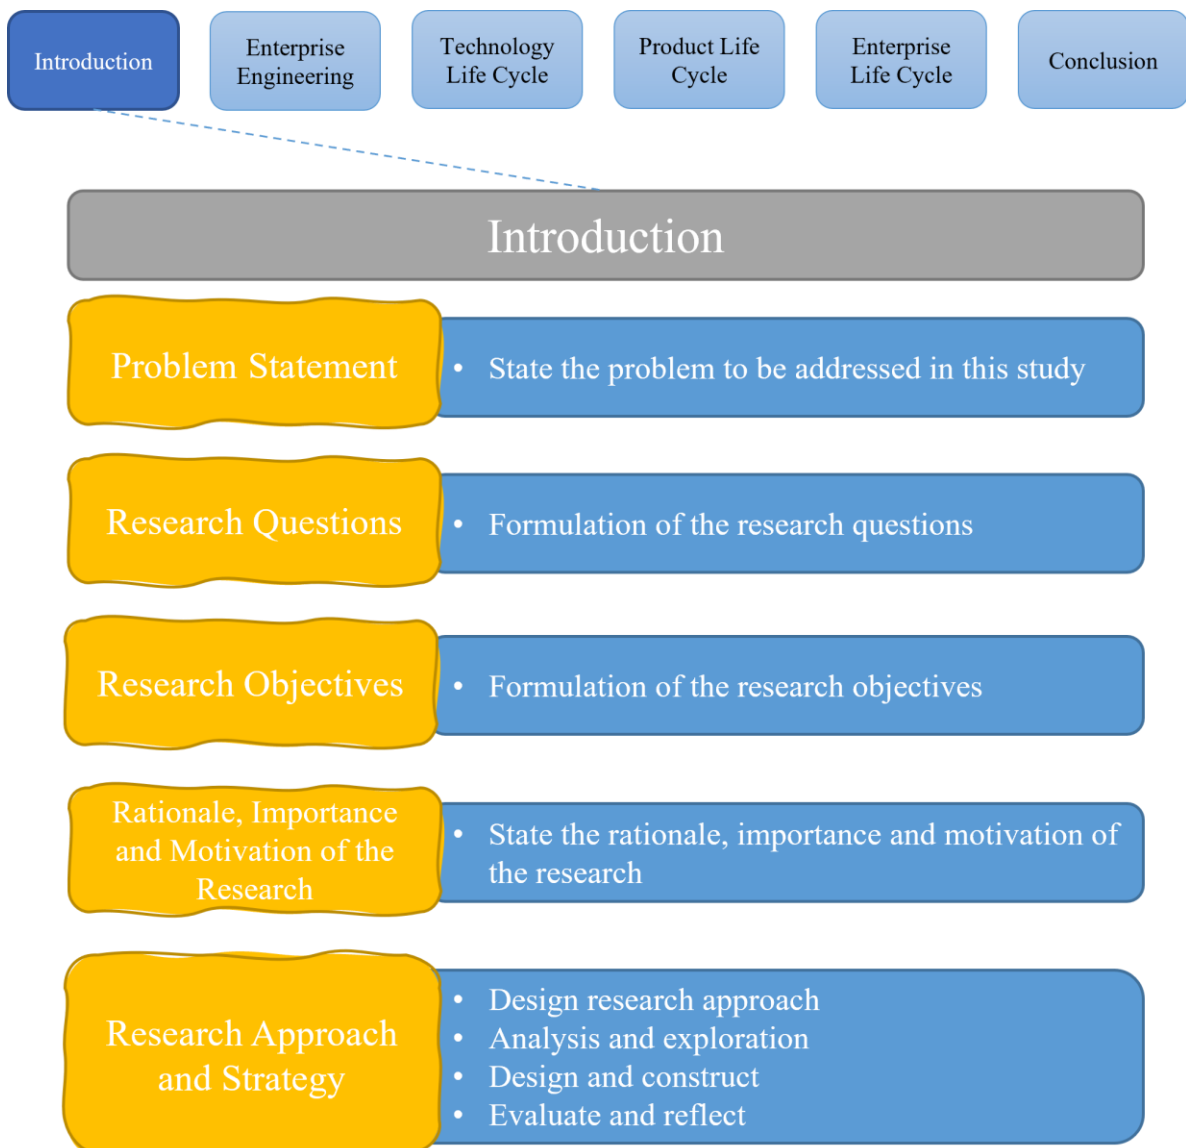 Introduction
Enterprise
Engineering
Technology
Life Cycle
Product Life
Cycle
Enterprise
Life Cycle
Conclusion
Introduction
Problem Statement
• State the problem to be addressed in this study
Research Questions
• Formulation of the research questions
Research Objectives
• Formulation of the research objectives
Rationale, Importance
and Motivation of the
Research
• State the rationale, importance and motivation of
the research
Research Approach
and Strategy
• Design research approach
• Analysis and exploration
• Design and construct
• Evaluate and reflect